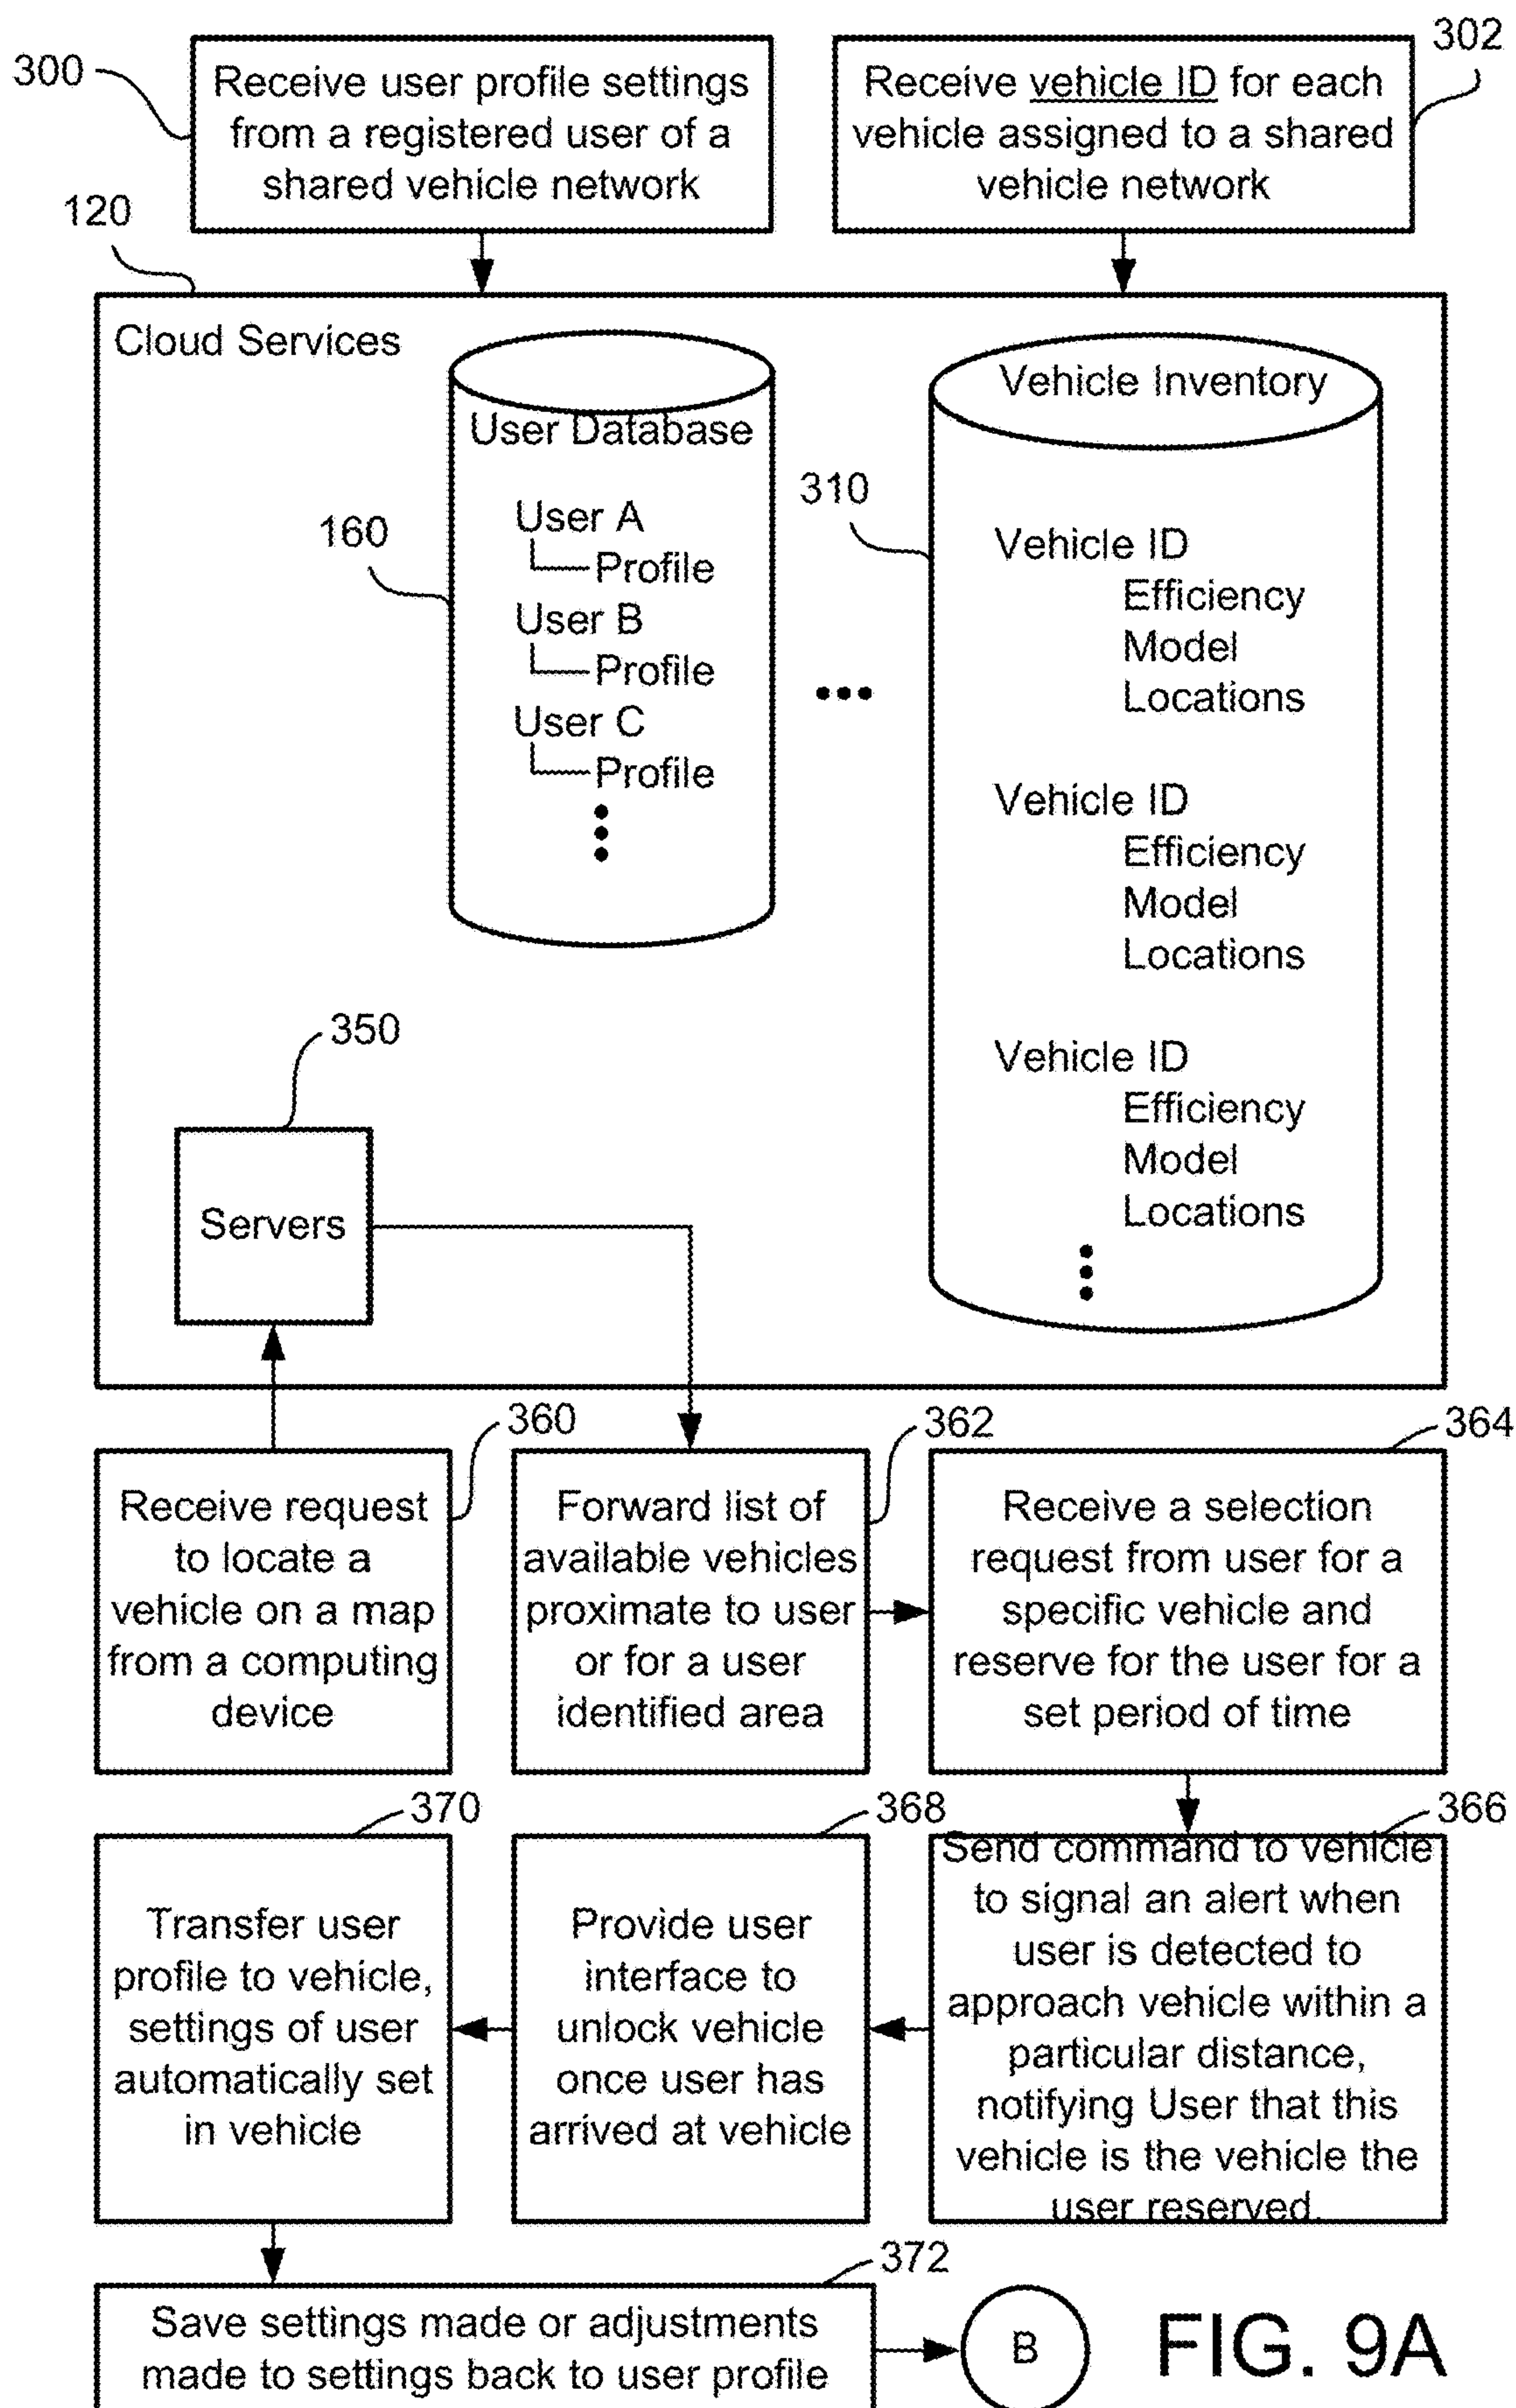 300
Receive user profile settings
from a registered user of a
shared vehicle network
302
Receive vehicle ID for each
vehicle assigned to a shared
vehicle network
120
Cloud Services
160
User Database
User A
Profile
User B
Profile
User C
Profile
310
Vehicle Inventory
Vehicle ID
Efficiency
Model
Locations
Vehicle ID
Efficiency
Model
Locations
Vehicle ID
Efficiency
Model
Locations
350
Servers
360
Receive request
to locate a
vehicle on a map
from a computing
device
362
Forward list of
available vehicles
proximate to user
or for a user
identified area
364
Receive a selection
request from user for a
specific vehicle and
reserve for the user for a
set period of time
366
Send command to vehicle
to signal an alert when
user is detected to
approach vehicle within a
particular distance,
notifying User that this
vehicle is the vehicle the
user reserved.
368
Provide user
interface to
unlock vehicle
once user has
arrived at vehicle
370
Transfer user
profile to vehicle,
settings of user
automatically set
in vehicle
372
Save settings made or adjustments
made to settings back to user profile
B
FIG. 9A